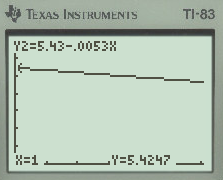 TEXAS INSTRUMENTS TI-83
Y2=5.43-.0053X
X=1 Y=5.4247